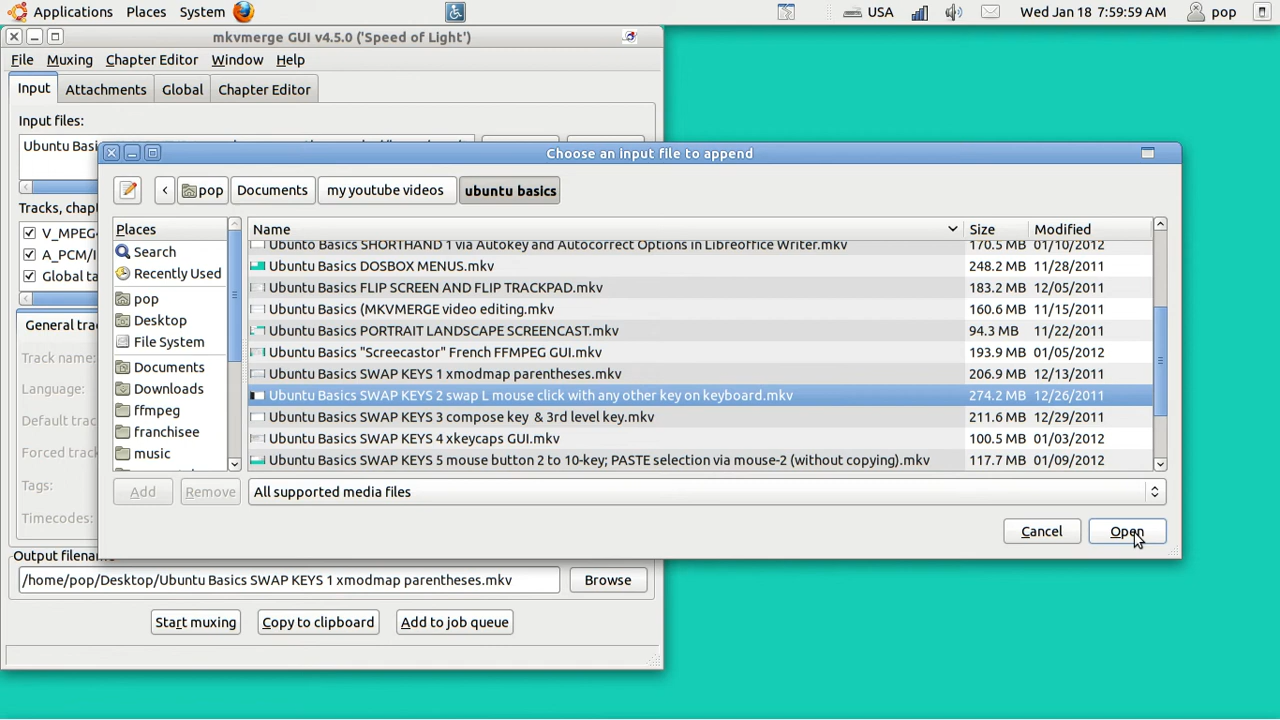 Applications Places System USA Wed Jan 18 7:59:59 AM pop
mkvmerge GUI v4.5.0 ('Speed of Light')
File Muxing Chapter Editor Window Help
Input Attachments Global Chapter Editor
Input files:
Ubuntu Basi
Choose an input file to append
pop Documents my youtube videos ubuntu basics
Tracks, chapt
V_MPEG
A_PCM/I
Global ta
General trac
Track name:
Language:
Default trac
Forced trac
Tags:
Timecodes:
Places
Search
Recently Used
pop
Desktop
File System
Documents
Downloads
ffmpeg
franchisee
music
Add Remove
Name Size Modified
Ubunto Basics SHORTHAND 1 via Autokey and Autocorrect Options in Libreoffice Writer.mkv 170.5 MB 01/10/2012
Ubuntu Basics DOSBOX MENUS.mkv 248.2 MB 11/28/2011
Ubuntu Basics FLIP SCREEN AND FLIP TRACKPAD.mkv 183.2 MB 12/05/2011
Ubuntu Basics (MKVMERGE video editing.mkv 160.6 MB 11/15/2011
Ubuntu Basics PORTRAIT LANDSCAPE SCREENCAST.mkv 94.3 MB 11/22/2011
Ubuntu Basics "Screecastor" French FFMPEG GUI.mkv 193.9 MB 01/05/2012
Ubuntu Basics SWAP KEYS 1 xmodmap parentheses.mkv 206.9 MB 12/13/2011
Ubuntu Basics SWAP KEYS 2 swap L mouse click with any other key on keyboard.mkv 274.2 MB 12/26/2011
Ubuntu Basics SWAP KEYS 3 compose key & 3rd level key.mkv 211.6 MB 12/29/2011
Ubuntu Basics SWAP KEYS 4 xkeycaps GUI.mkv 100.5 MB 01/03/2012
Ubuntu Basics SWAP KEYS 5 mouse button 2 to 10-key; PASTE selection via mouse-2 (without copying).mkv 117.7 MB 01/09/2012
All supported media files
Cancel Open
Output filename
/home/pop/Desktop/Ubuntu Basics SWAP KEYS 1 xmodmap parentheses.mkv Browse
Start muxing Copy to clipboard Add to job queue